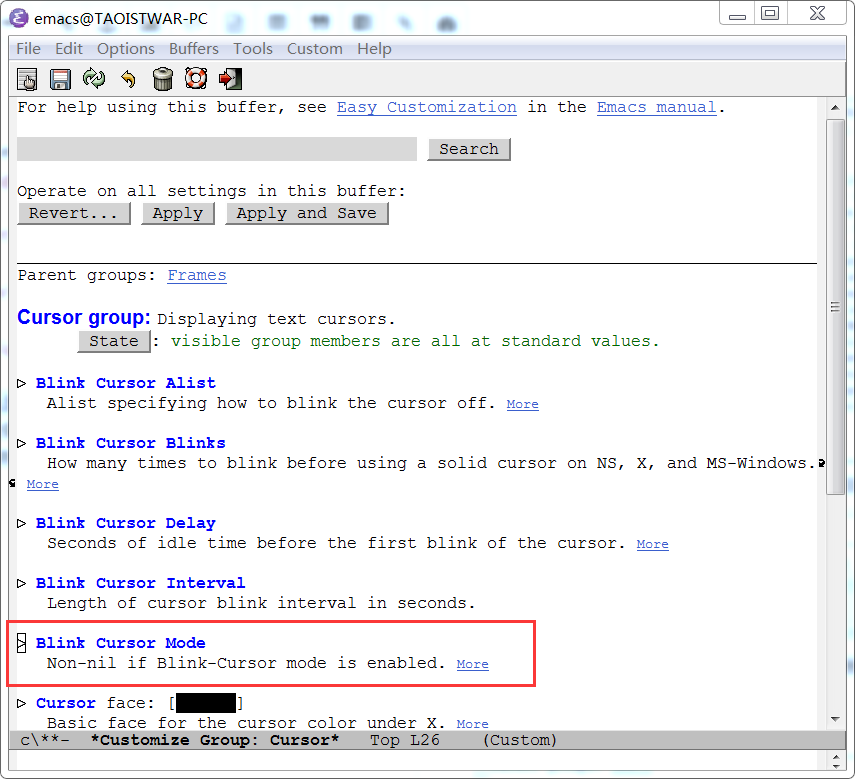 emacs@TAOISTWAR-PC
File Edit Options Buffers Tools Custom Help
For help using this buffer, see Easy Customization in the Emacs manual.
Search
Operate on all settings in this buffer:
Revert... Apply Apply and Save
Parent groups: Frames
Cursor group: Displaying text cursors.
State : visible group members are all at standard values.
Blink Cursor Alist
Alist specifying how to blink the cursor off. More
Blink Cursor Blinks
How many times to blink before using a solid cursor on NS, X, and MS-Windows.
More
Blink Cursor Delay
Seconds of idle time before the first blink of the cursor. More
Blink Cursor Interval
Length of cursor blink interval in seconds.
Blink Cursor Mode
Non-nil if Blink-Cursor mode is enabled. More
Cursor face: [ ]
Basic face for the cursor color under X. More
c\**- *Customize Group: Cursor* Top L26 (Custom)